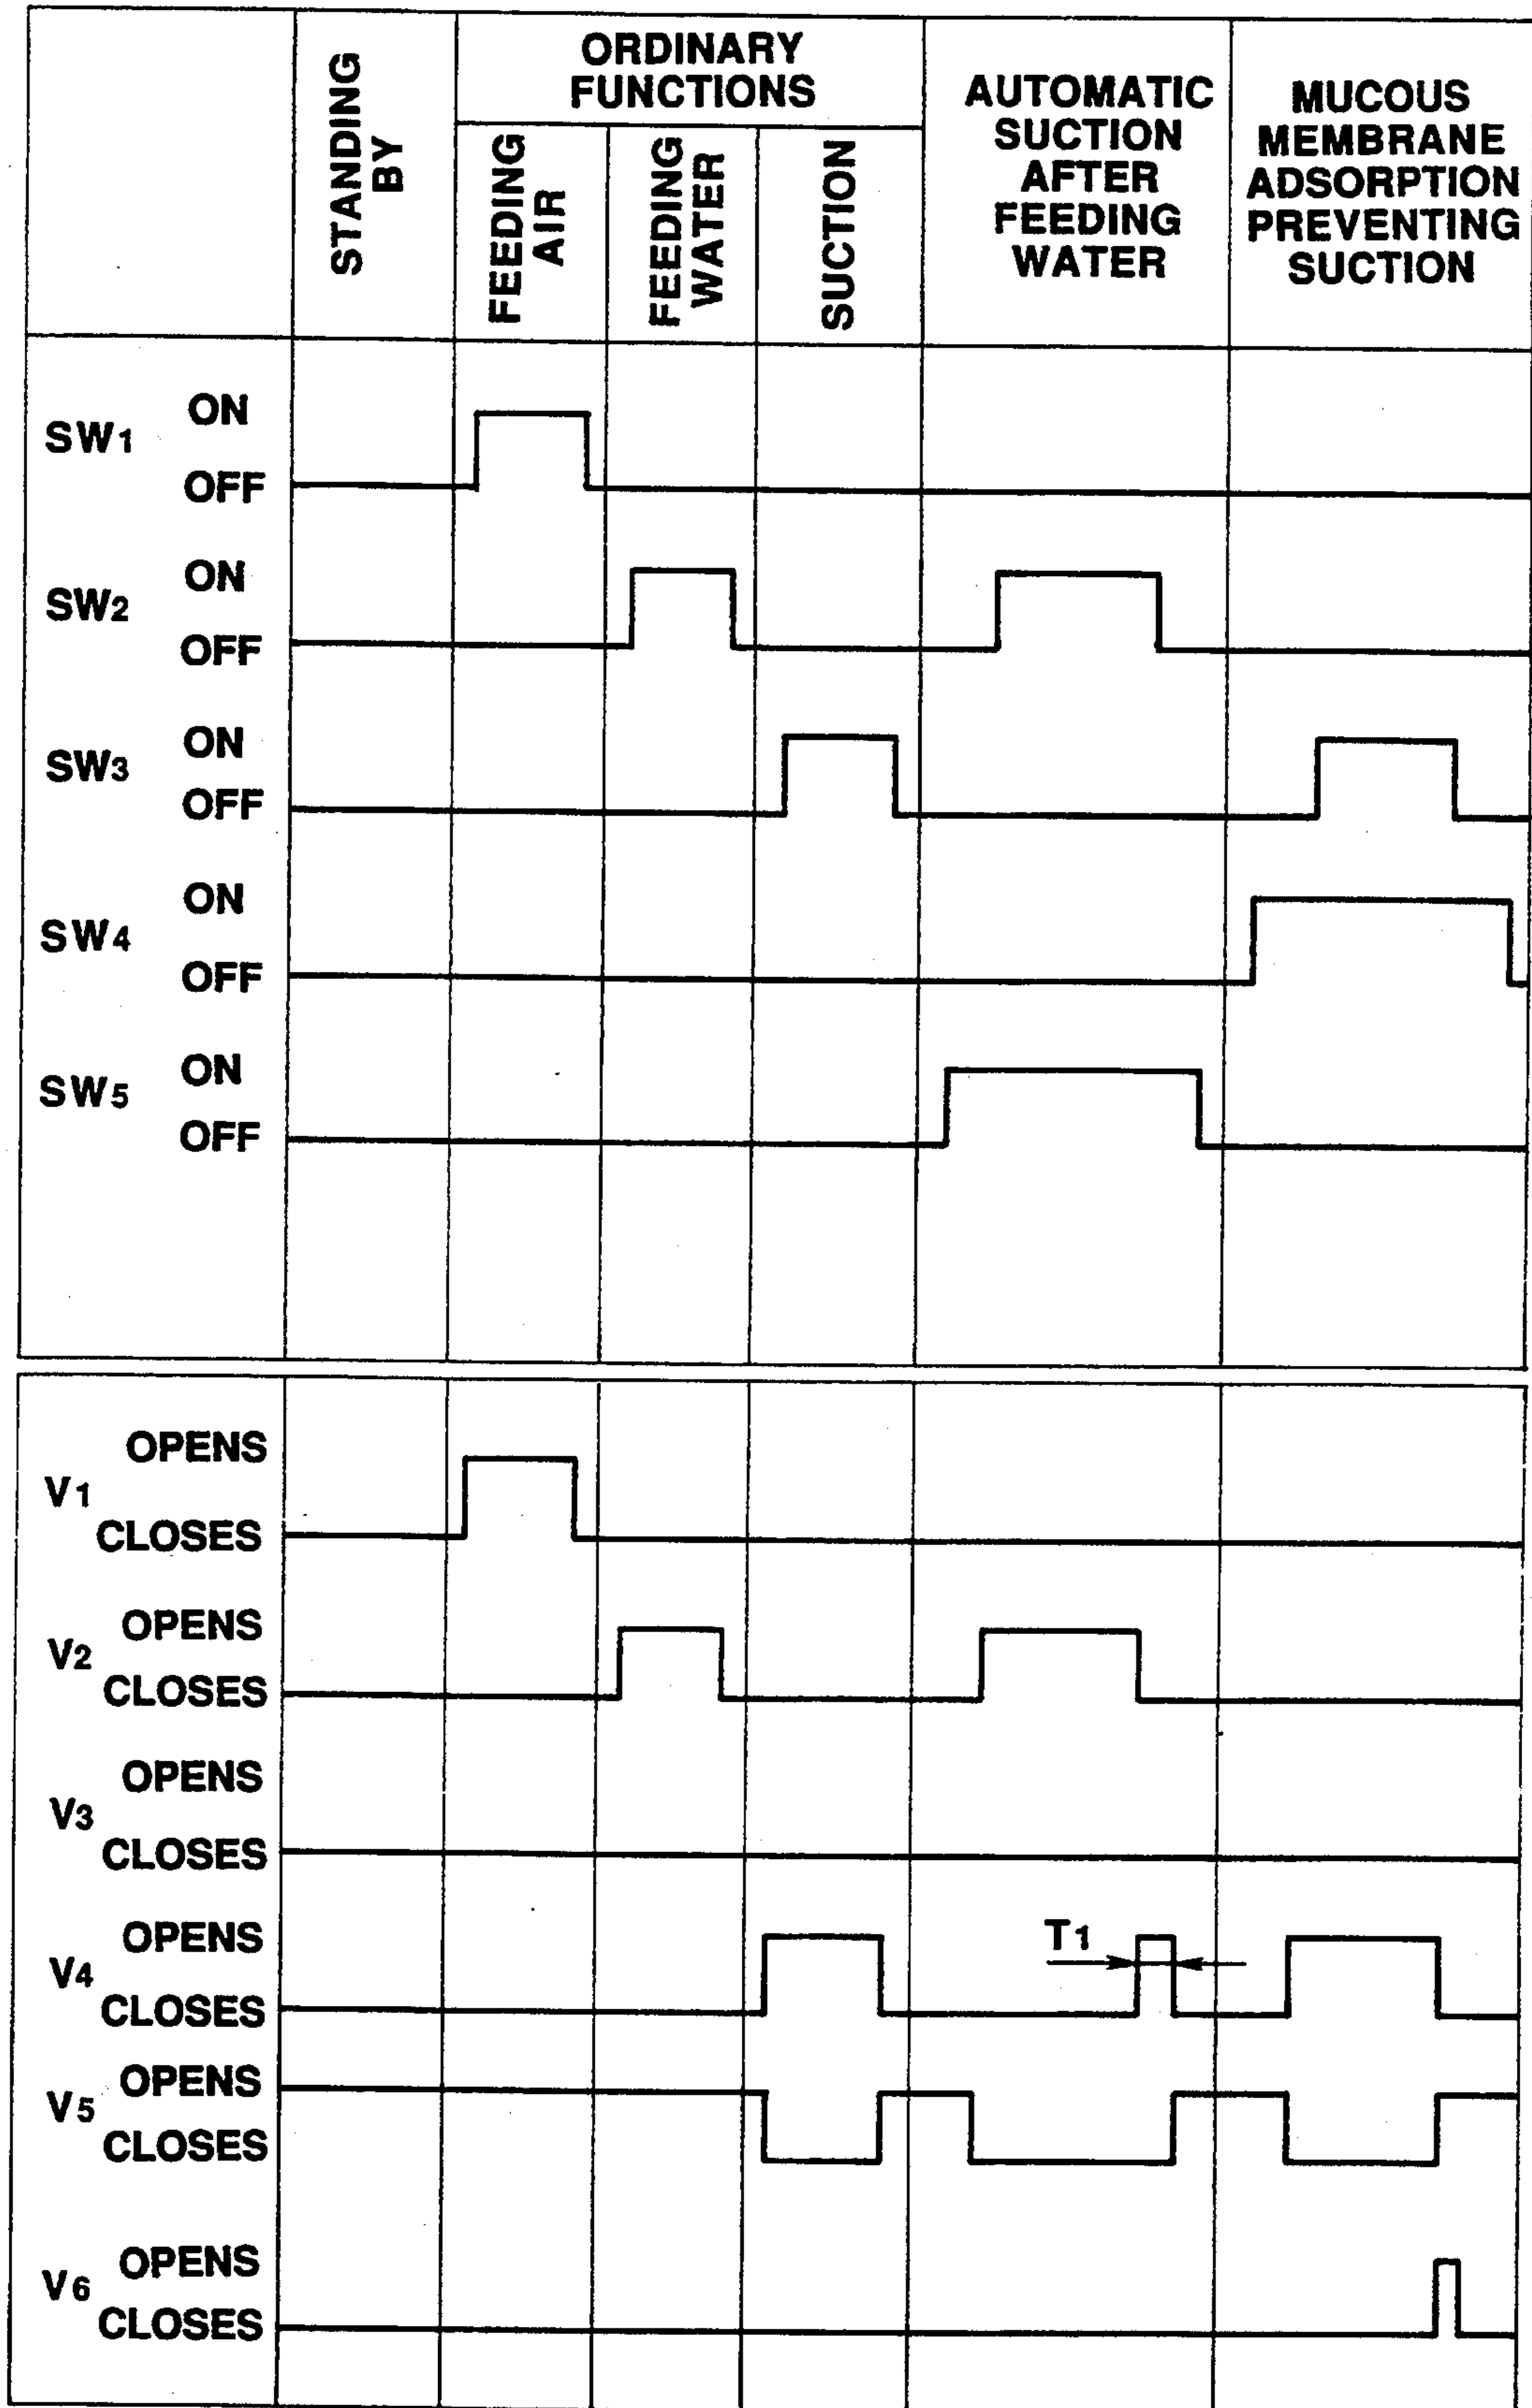 STANDING
BY
ORDINARY
FUNCTIONS
FEEDING
AIR
FEEDING
WATER
SUCTION
AUTOMATIC
SUCTION
AFTER
FEEDING
WATER
MUCOUS
MEMBRANE
ADSORPTION
PREVENTING
SUCTION
SW1
ON
OFF
SW2
ON
OFF
SW3
ON
OFF
SW4
ON
OFF
SW5
ON
OFF
V1
OPENS
CLOSES
V2
OPENS
CLOSES
V3
OPENS
CLOSES
V4
OPENS
CLOSES
T1
V5
OPENS
CLOSES
V6
OPENS
CLOSES